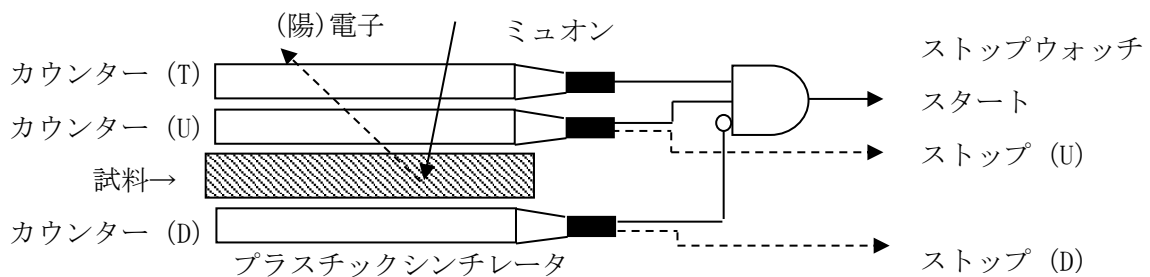 (陽)電子
ミュオン
ストップウォッチ
カウンター (T)
スタート
カウンター (U)
ストップ (U)
試料→
カウンター (D)
ストップ (D)
プラスチックシンチレータ